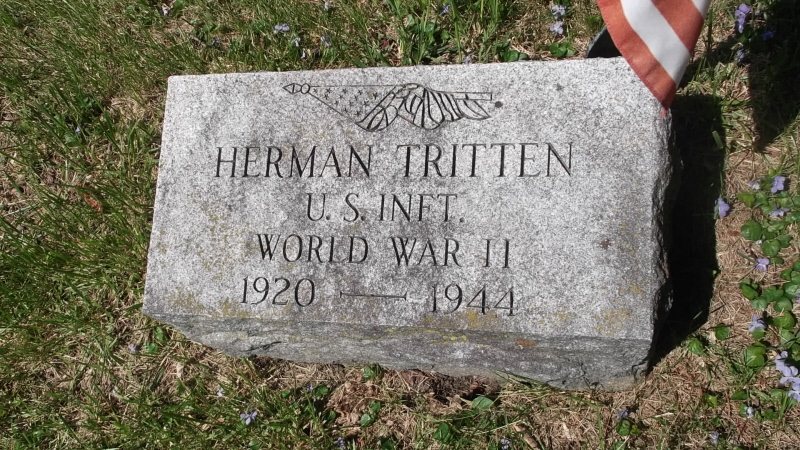 HERMAN TRITTEN
U.S. INFT.
WORLD WAR II
1920 — 1944